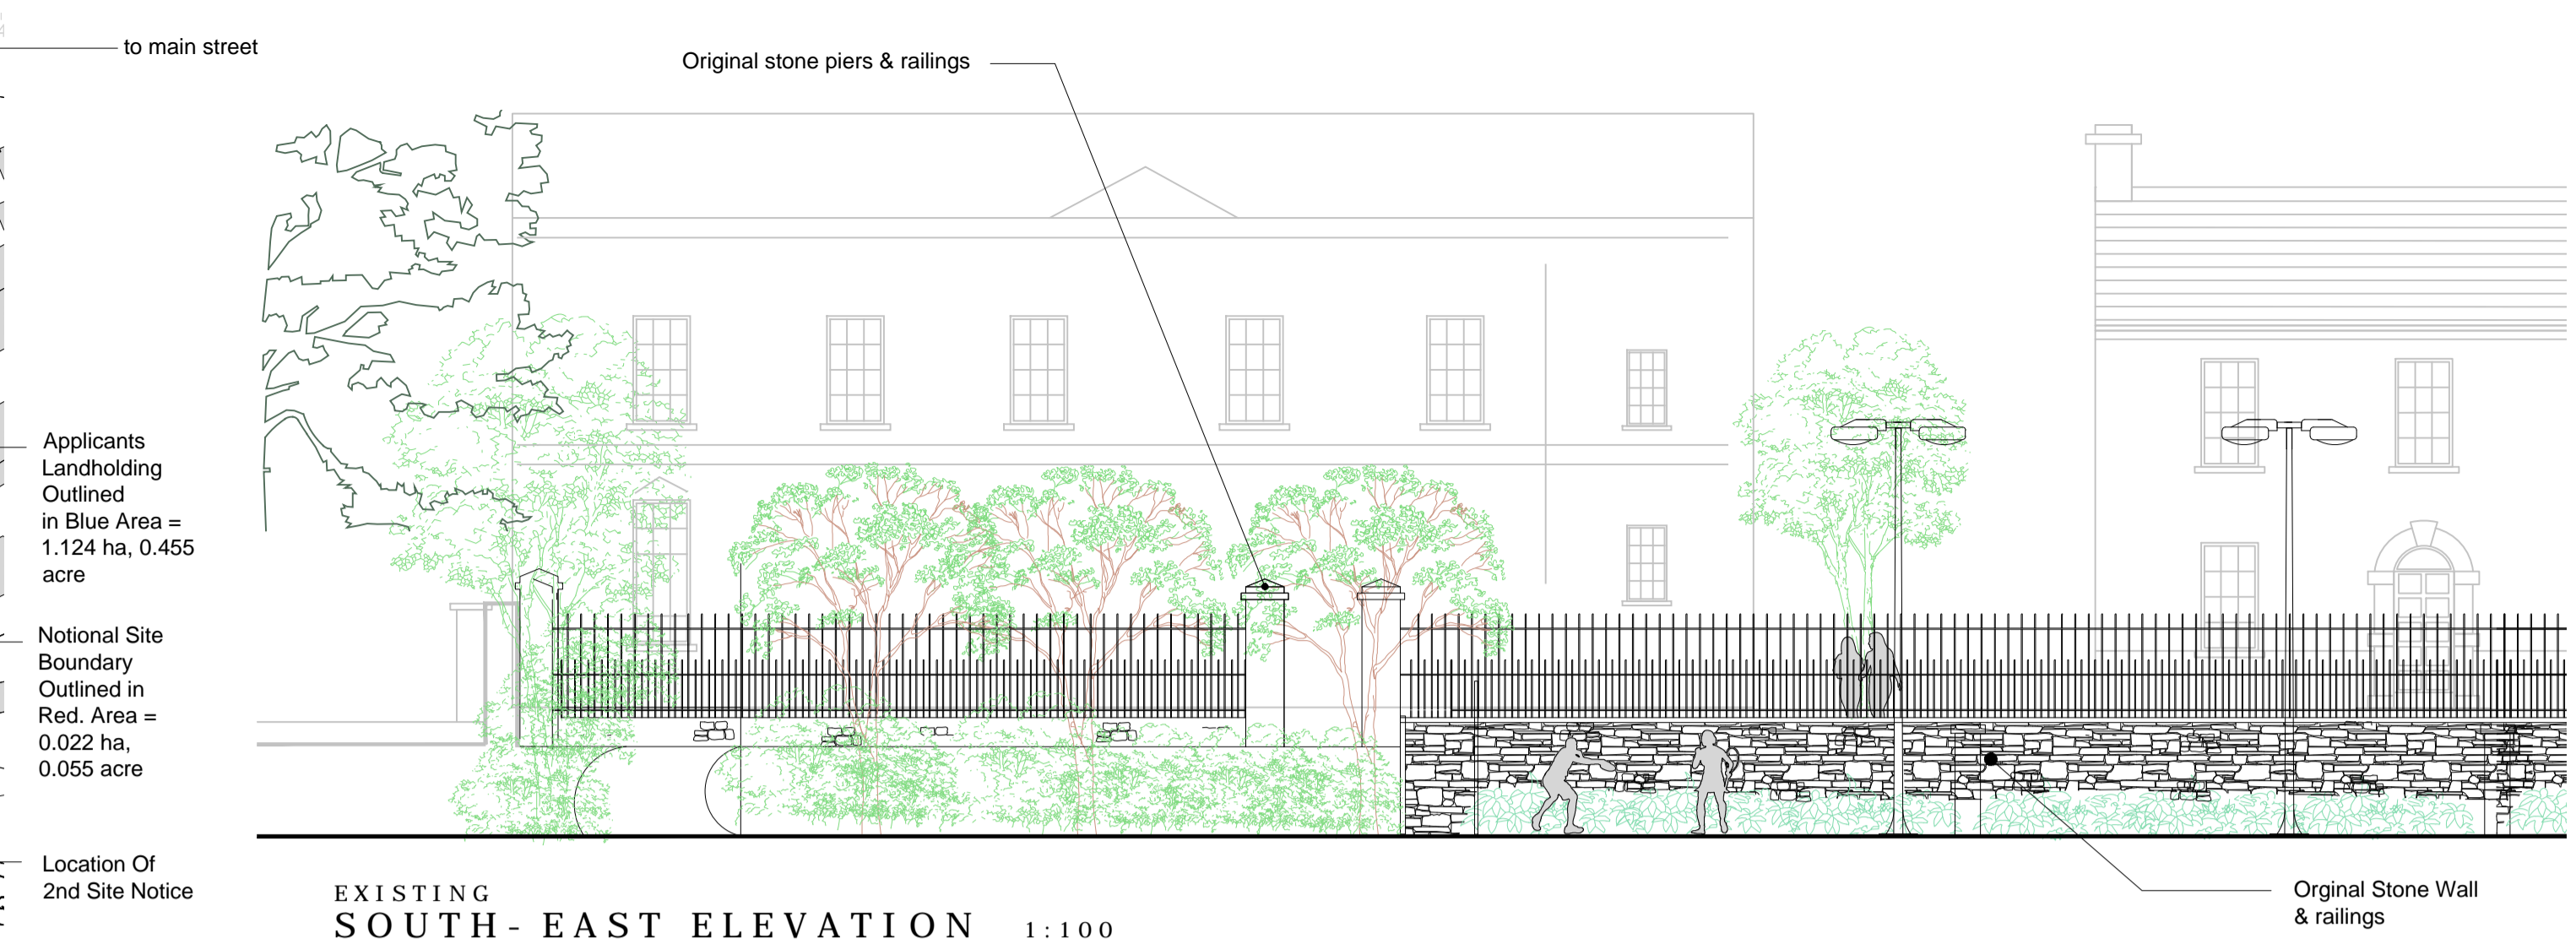 to main street
Original stone piers & railings
Applicants
Landholding
Outlined
in Blue Area =
1.124 ha, 0.455
acre
Notional Site
Boundary
Outlined in
Red. Area =
0.022 ha,
0.055 acre
Location Of
2nd Site Notice
EXISTING
SOUTH- EAST ELEVATION 1:100
Orginal Stone Wall
& railings